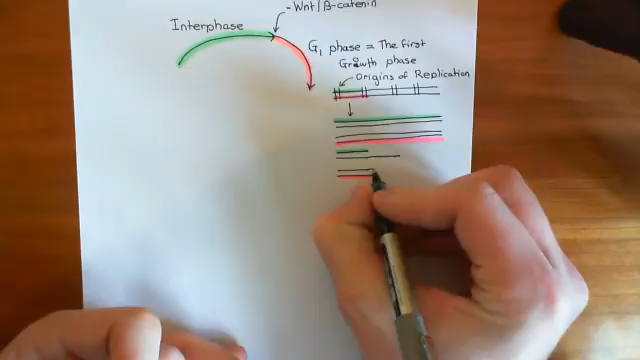 -Wnt/β-catenin
Interphase
G₁ phase = The first
Growth phase
Origins of Replication